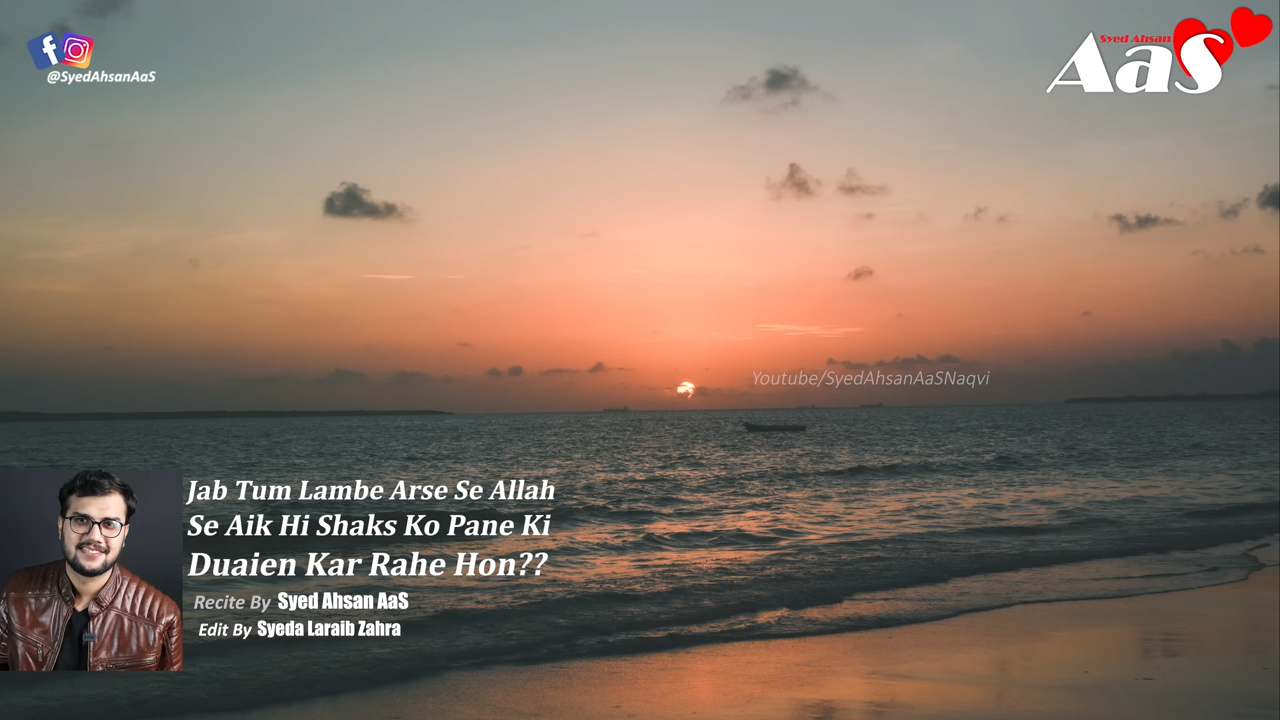 @SyedAhsanAaS
Syed Ahsan
AaS
Youtube/SyedAhsanAaSNaqvi
Jab Tum Lambe Arse Se Allah
Se Aik Hi Shaks Ko Pane Ki
Duaien Kar Rahe Hon??
Recite By Syed Ahsan AaS
Edit By Syeda Laraib Zahra